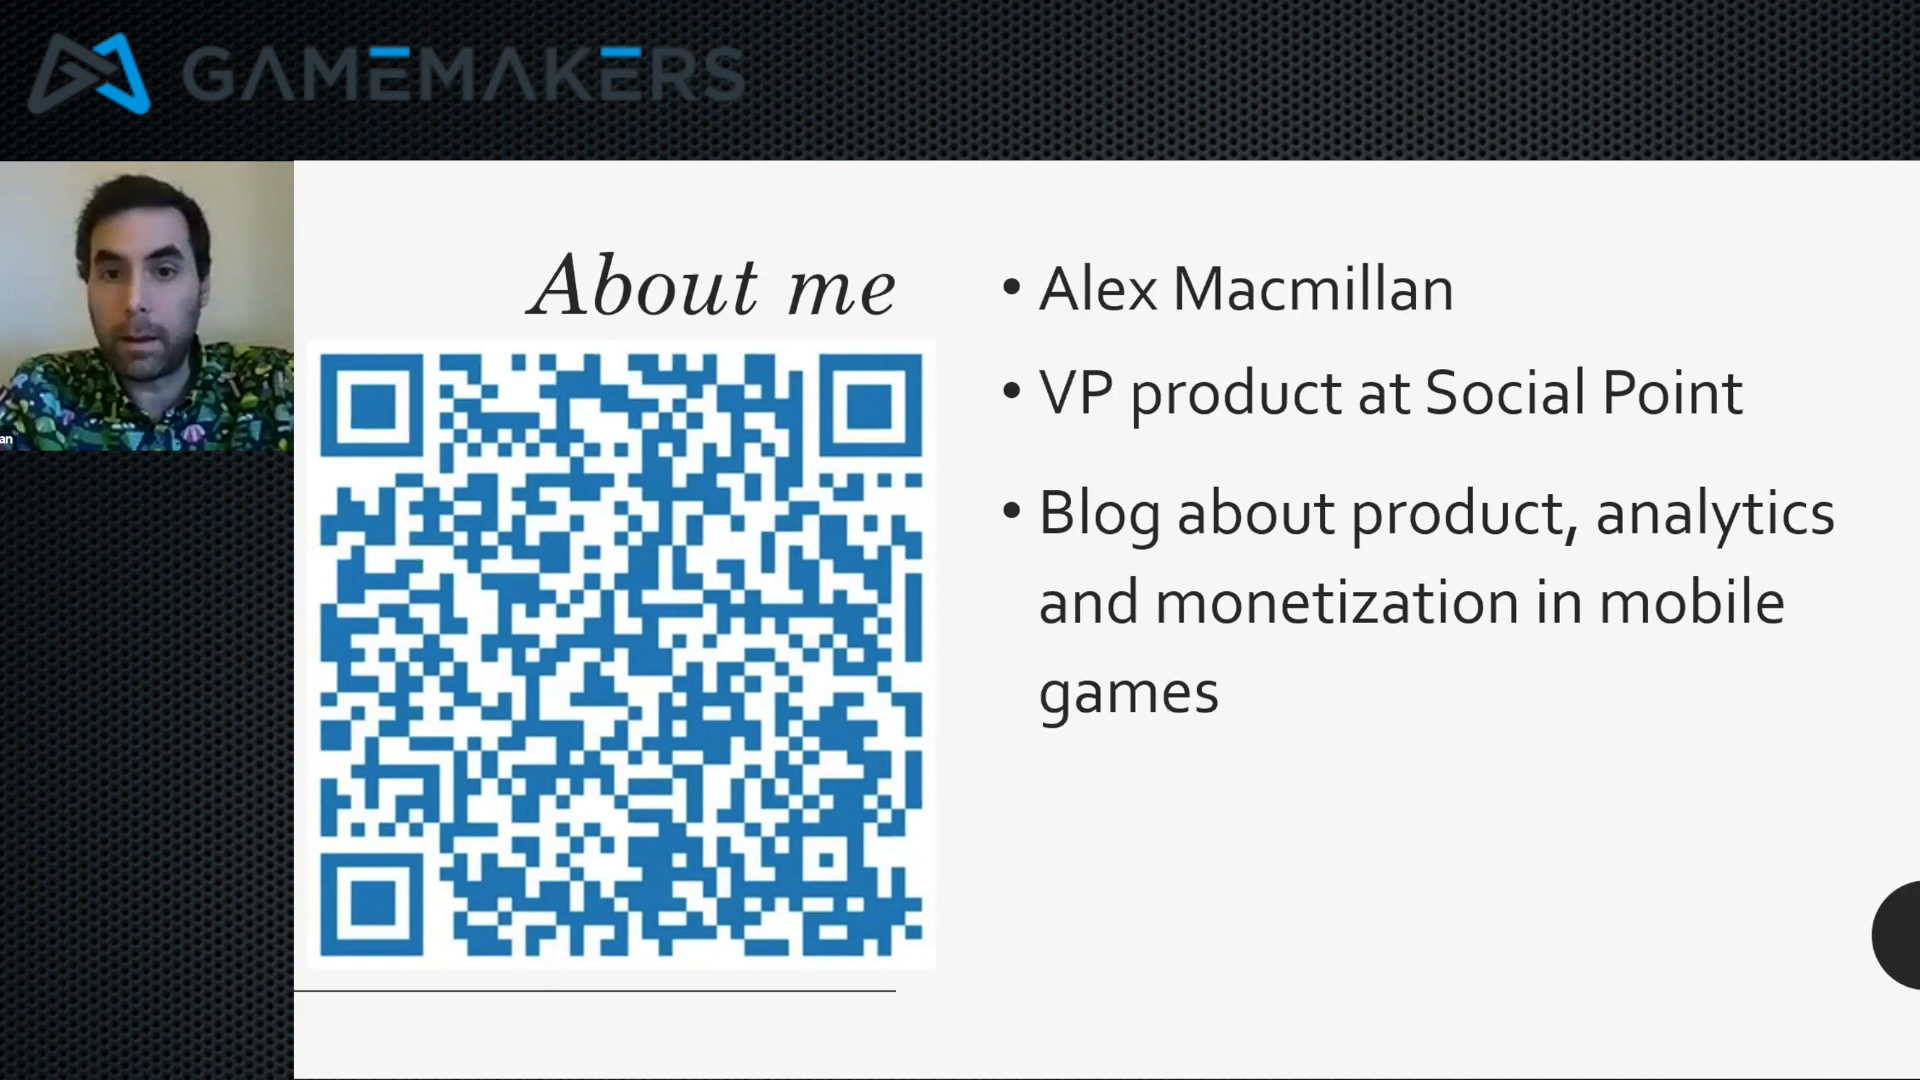 GAMEMAKERS
an
About me
• Alex Macmillan
• VP product at Social Point
• Blog about product, analytics
and monetization in mobile
games